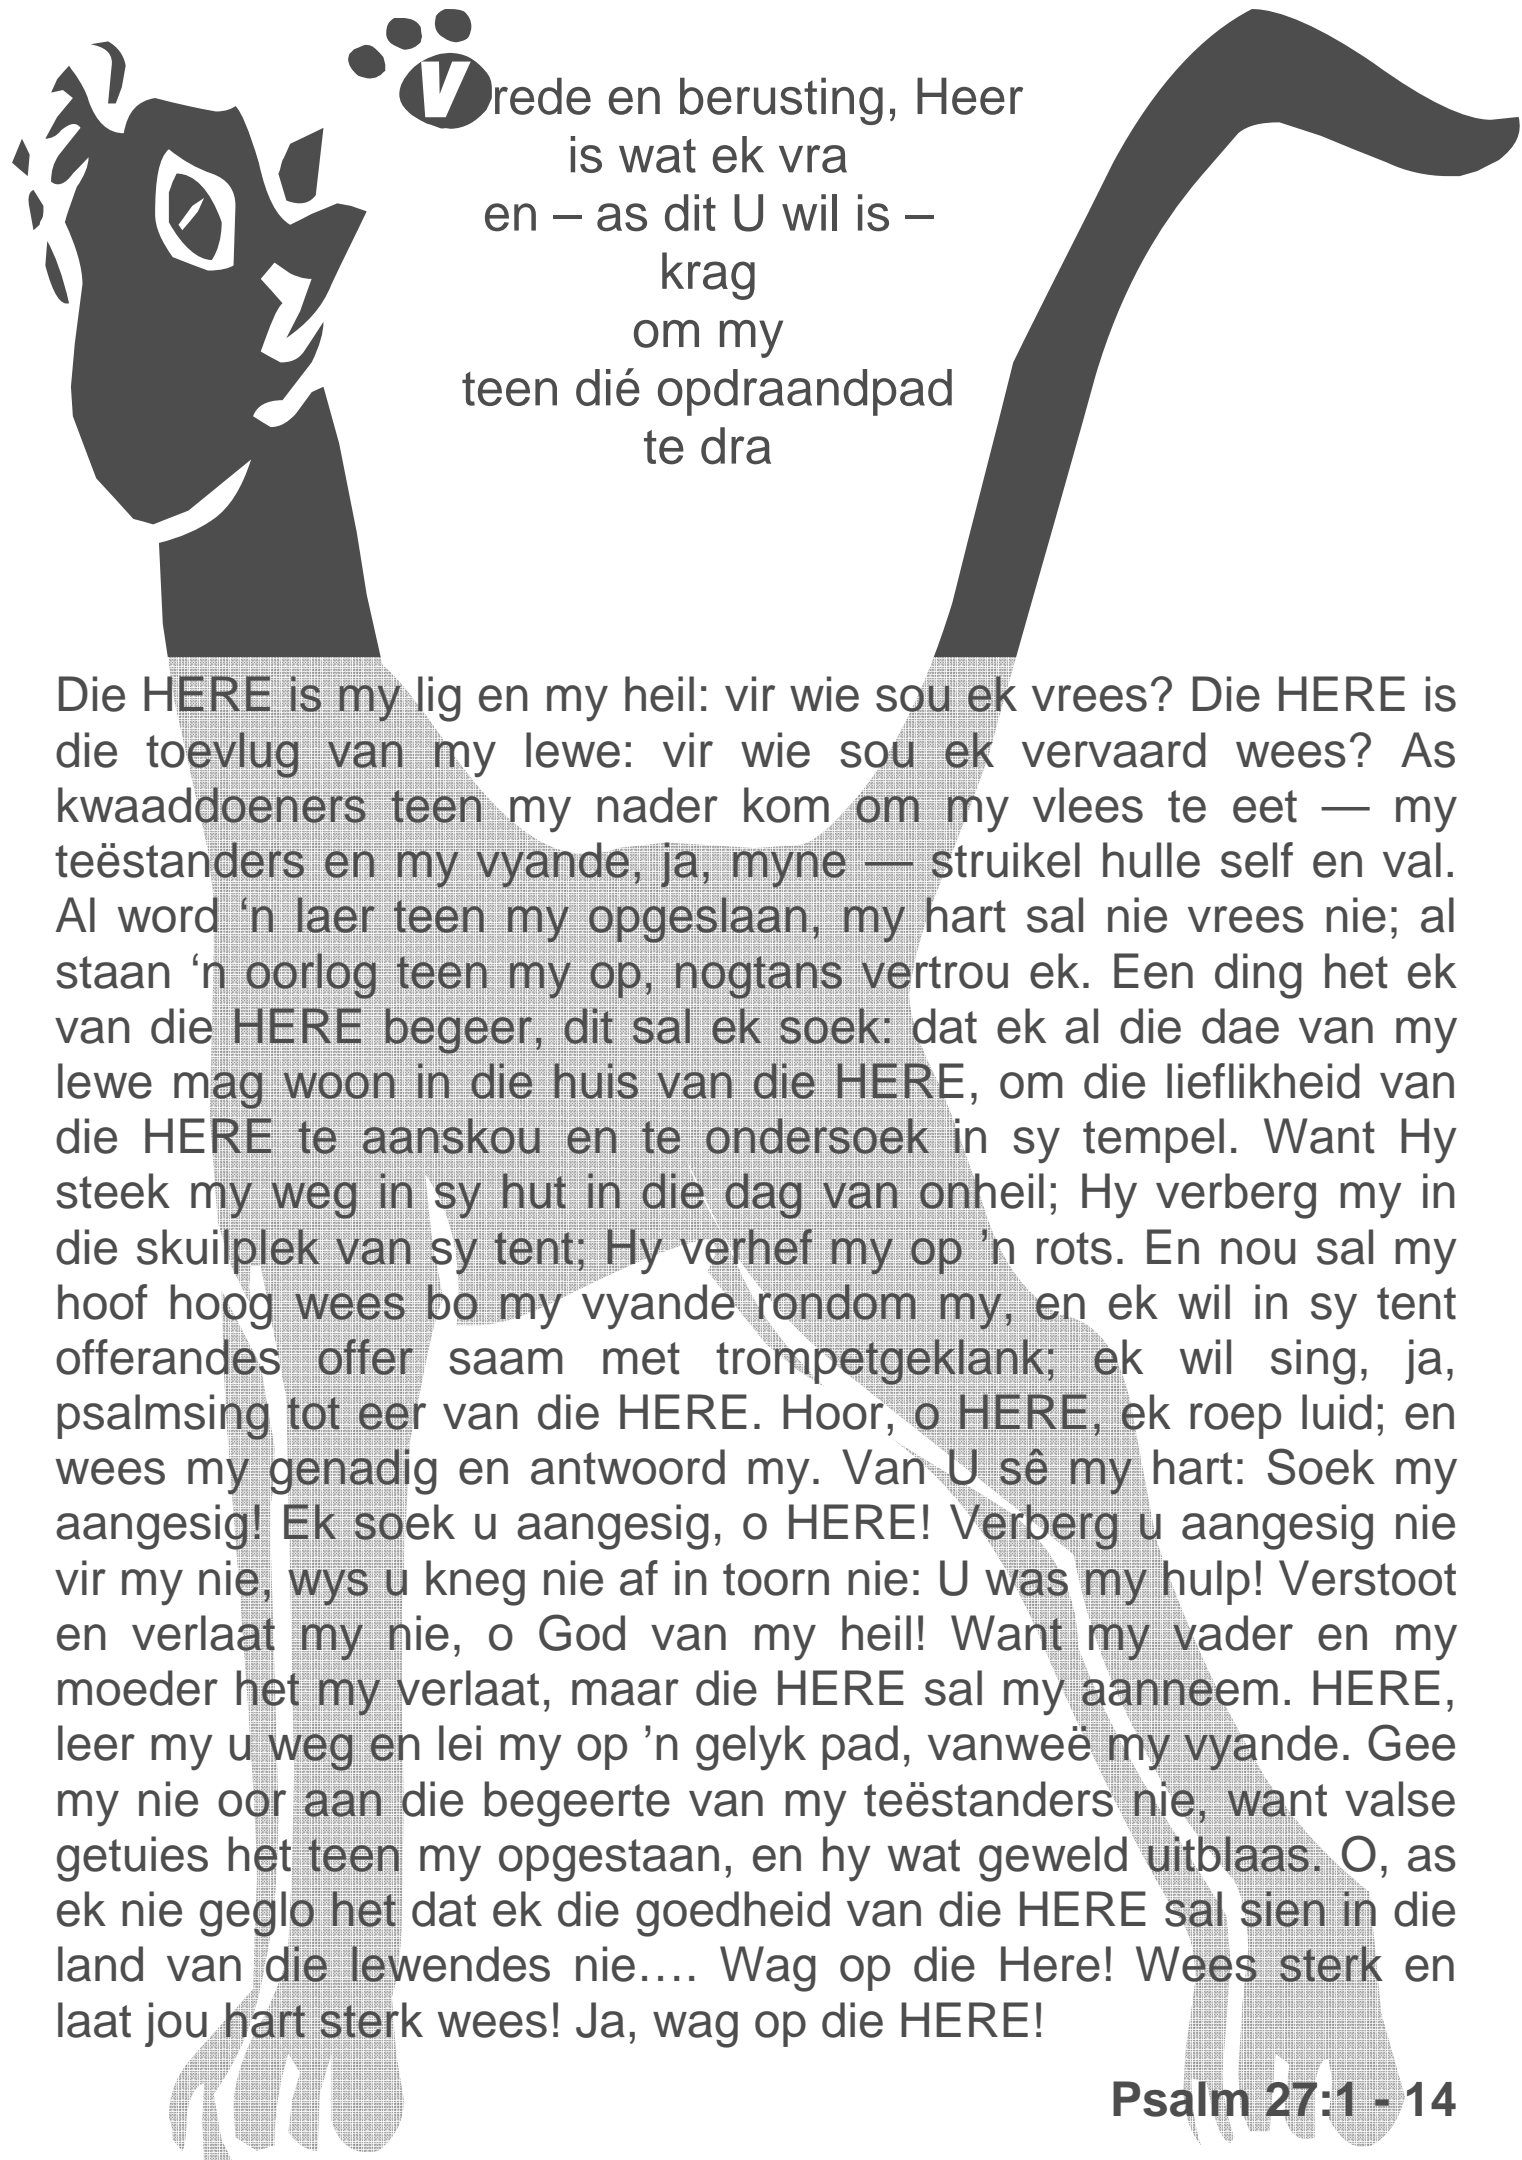 Vrede en berusting, Heer
is wat ek vra
en – as dit U wil is –
krag
om my
teen dié opdraandpad
te dra
Die HERE is my lig en my heil: vir wie sou ek vrees? Die HERE is
die toevlug van my lewe: vir wie sou ek vervaard wees? As
kwaaddoeners teen my nader kom om my vlees te eet — my
teëstanders en my vyande, ja, myne — struikel hulle self en val.
Al word ‘n laer teen my opgeslaan, my hart sal nie vrees nie; al
staan ‘n oorlog teen my op, nogtans vertrou ek. Een ding het ek
van die HERE begeer, dit sal ek soek: dat ek al die dae van my
lewe mag woon in die huis van die HERE, om die lieflikheid van
die HERE te aanskou en te ondersoek in sy tempel. Want Hy
steek my weg in sy hut in die dag van onheil; Hy verberg my in
die skuilplek van sy tent; Hy verhef my op ’n rots. En nou sal my
hoof hoog wees bo my vyande rondom my, en ek wil in sy tent
offerandes offer saam met trompetgeklank; ek wil sing, ja,
psalmsing tot eer van die HERE. Hoor, o HERE, ek roep luid; en
wees my genadig en antwoord my. Van U sê my hart: Soek my
aangesig! Ek soek u aangesig, o HERE! Verberg u aangesig nie
vir my nie, wys u kneg nie af in toorn nie: U was my hulp! Verstoot
en verlaat my nie, o God van my heil! Want my vader en my
moeder het my verlaat, maar die HERE sal my aanneem. HERE,
leer my u weg en lei my op ’n gelyk pad, vanweë my vyande. Gee
my nie oor aan die begeerte van my teëstanders nie, want valse
getuies het teen my opgestaan, en hy wat geweld uitblaas. O, as
ek nie geglo het dat ek die goedheid van die HERE sal sien in die
land van die lewendes nie…. Wag op die Here! Wees sterk en
laat jou hart sterk wees! Ja, wag op die HERE!
Psalm 27:1 - 14